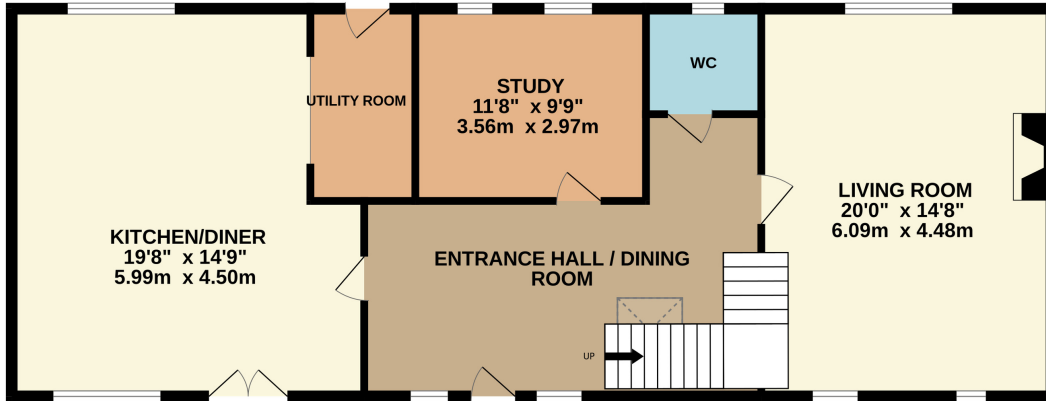 UTILITY ROOM
STUDY
11'8" x 9'9"
3.56m x 2.97m
WC
KITCHEN/DINER
19'8" x 14'9"
5.99m x 4.50m
ENTRANCE HALL / DINING
ROOM
LIVING ROOM
20'0" x 14'8"
6.09m x 4.48m
UP